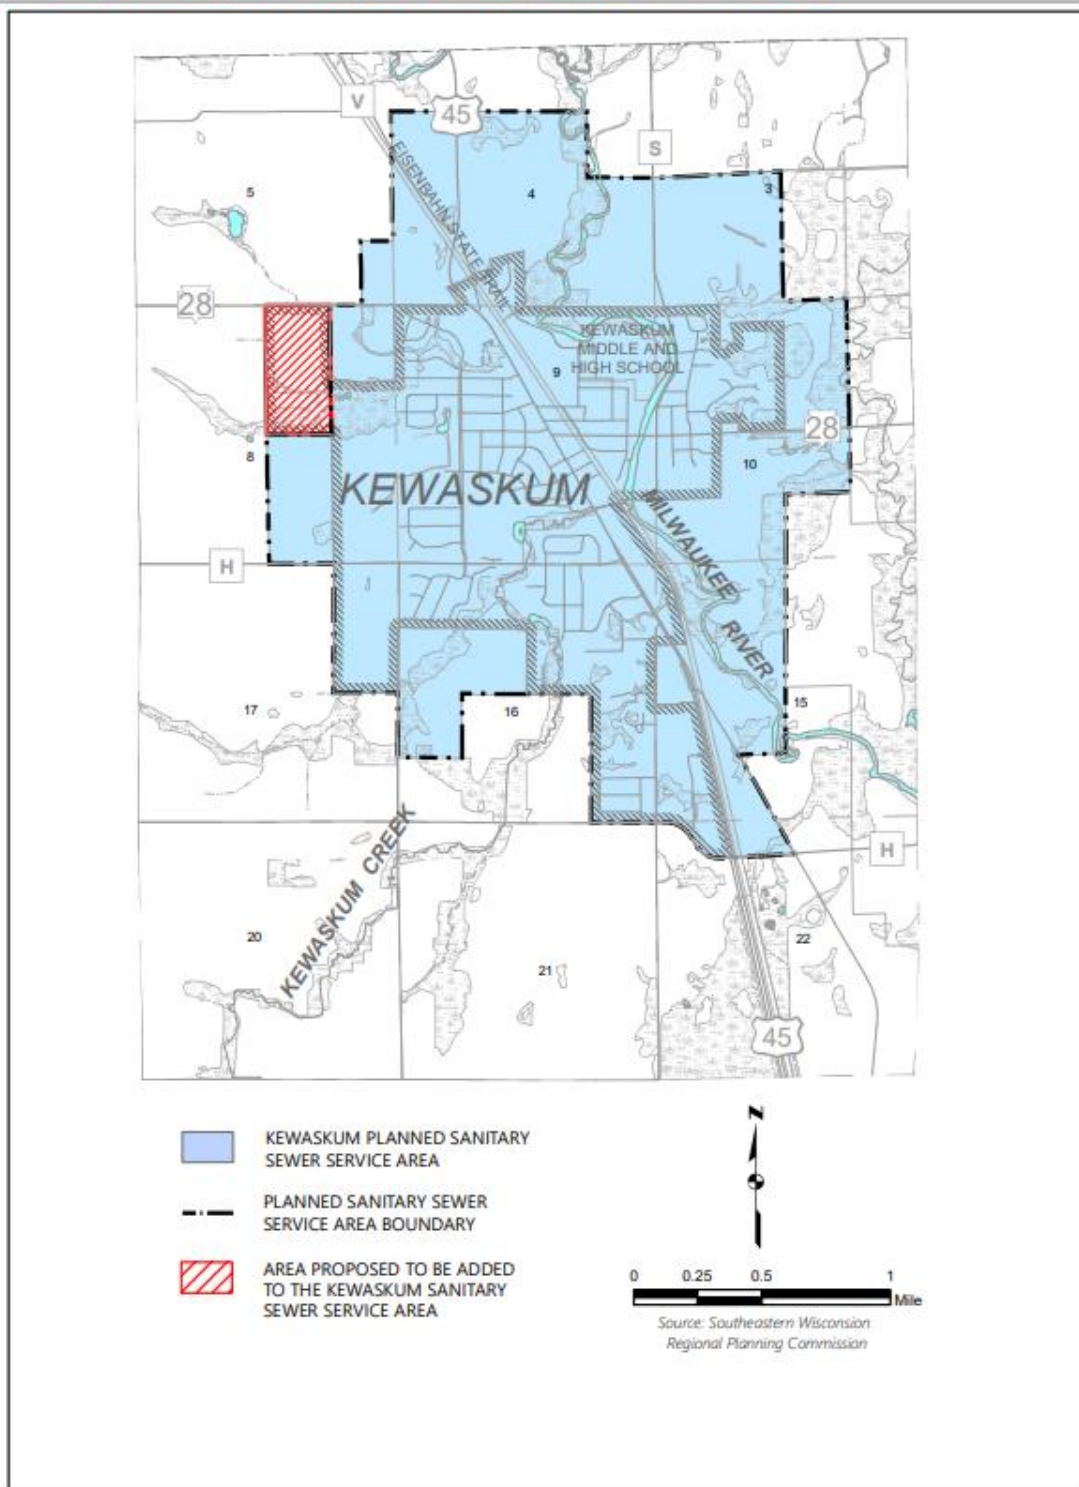 V
45
S
EISENBAHN STATE TRAIL
5
4
3
28
KEWASKUM
MIDDLE AND
HIGH SCHOOL
9
28
8
10
KEWASKUM
MILWAUKEE
RIVER
H
17
16
15
KEWASKUM CREEK
H
20
21
22
45
KEWASKUM PLANNED SANITARY
SEWER SERVICE AREA
PLANNED SANITARY SEWER
SERVICE AREA BOUNDARY
AREA PROPOSED TO BE ADDED
TO THE KEWASKUM SANITARY
SEWER SERVICE AREA
Z
0 0.25 0.5 1
Mile
Source: Southeastern Wisconsion
Regional Planning Commission